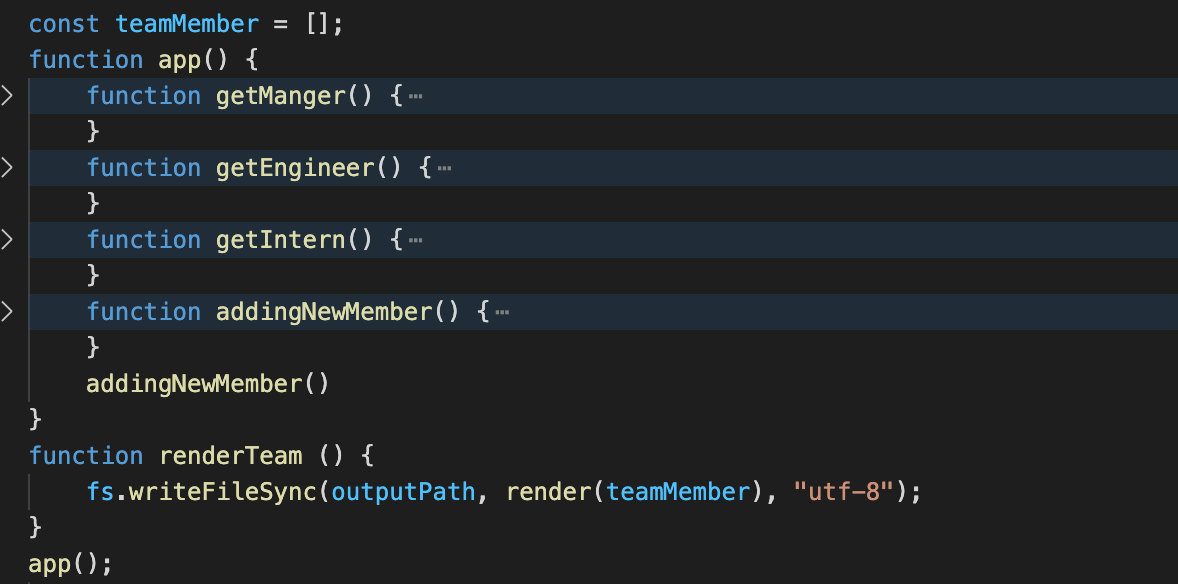 const teamMember = [];
function app() {
function getManger() {…
}
function getEngineer() {…
}
function getIntern() {…
}
function addingNewMember() {…
}
addingNewMember()
}
function renderTeam () {
fs.writeFileSync(outputPath, render(teamMember), "utf-8");
}
app();